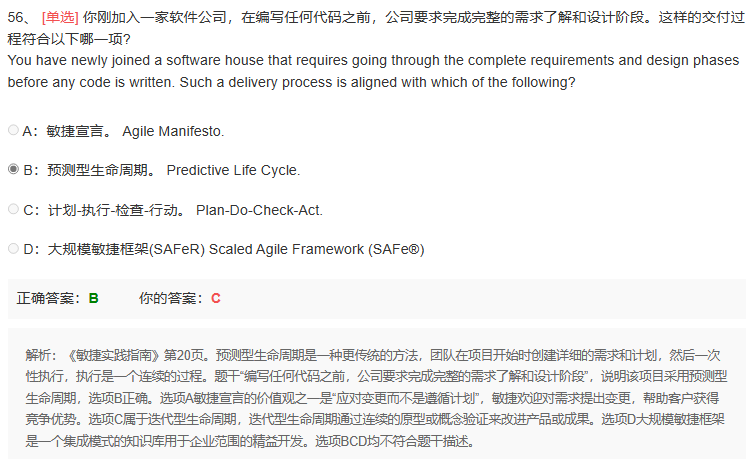 56、 [单选] 你刚加入一家软件公司，在编写任何代码之前，公司要求完成完整的需求了解和设计阶段。这样的交付过
程符合以下哪一项?
You have newly joined a software house that requires going through the complete requirements and design phases
before any code is written. Such a delivery process is aligned with which of the following?
A：敏捷宣言。 Agile Manifesto.
B：预测型生命周期。 Predictive Life Cycle.
C：计划-执行-检查-行动。 Plan-Do-Check-Act.
D：大规模敏捷框架(SAFeR) Scaled Agile Framework (SAFe®)
正确答案：B 你的答案：C
解析：《敏捷实践指南》第20页。预测型生命周期是一种更传统的方法，团队在项目开始时创建详细的需求和计划，然后一次
性执行，执行是一个连续的过程。题干“编写任何代码之前，公司要求完成完整的需求了解和设计阶段”，说明该项目采用预测型
生命周期，选项B正确。选项A敏捷宣言的价值观之一是“应对变更而不是遵循计划”，敏捷欢迎对需求提出变更，帮助客户获得
竞争优势。选项C属于迭代型生命周期，迭代型生命周期通过连续的原型或概念验证来改进产品或成果。选项D大规模敏捷框架
是一个集成模式的知识库用于企业范围的精益开发。选项BCD均不符合题干描述。